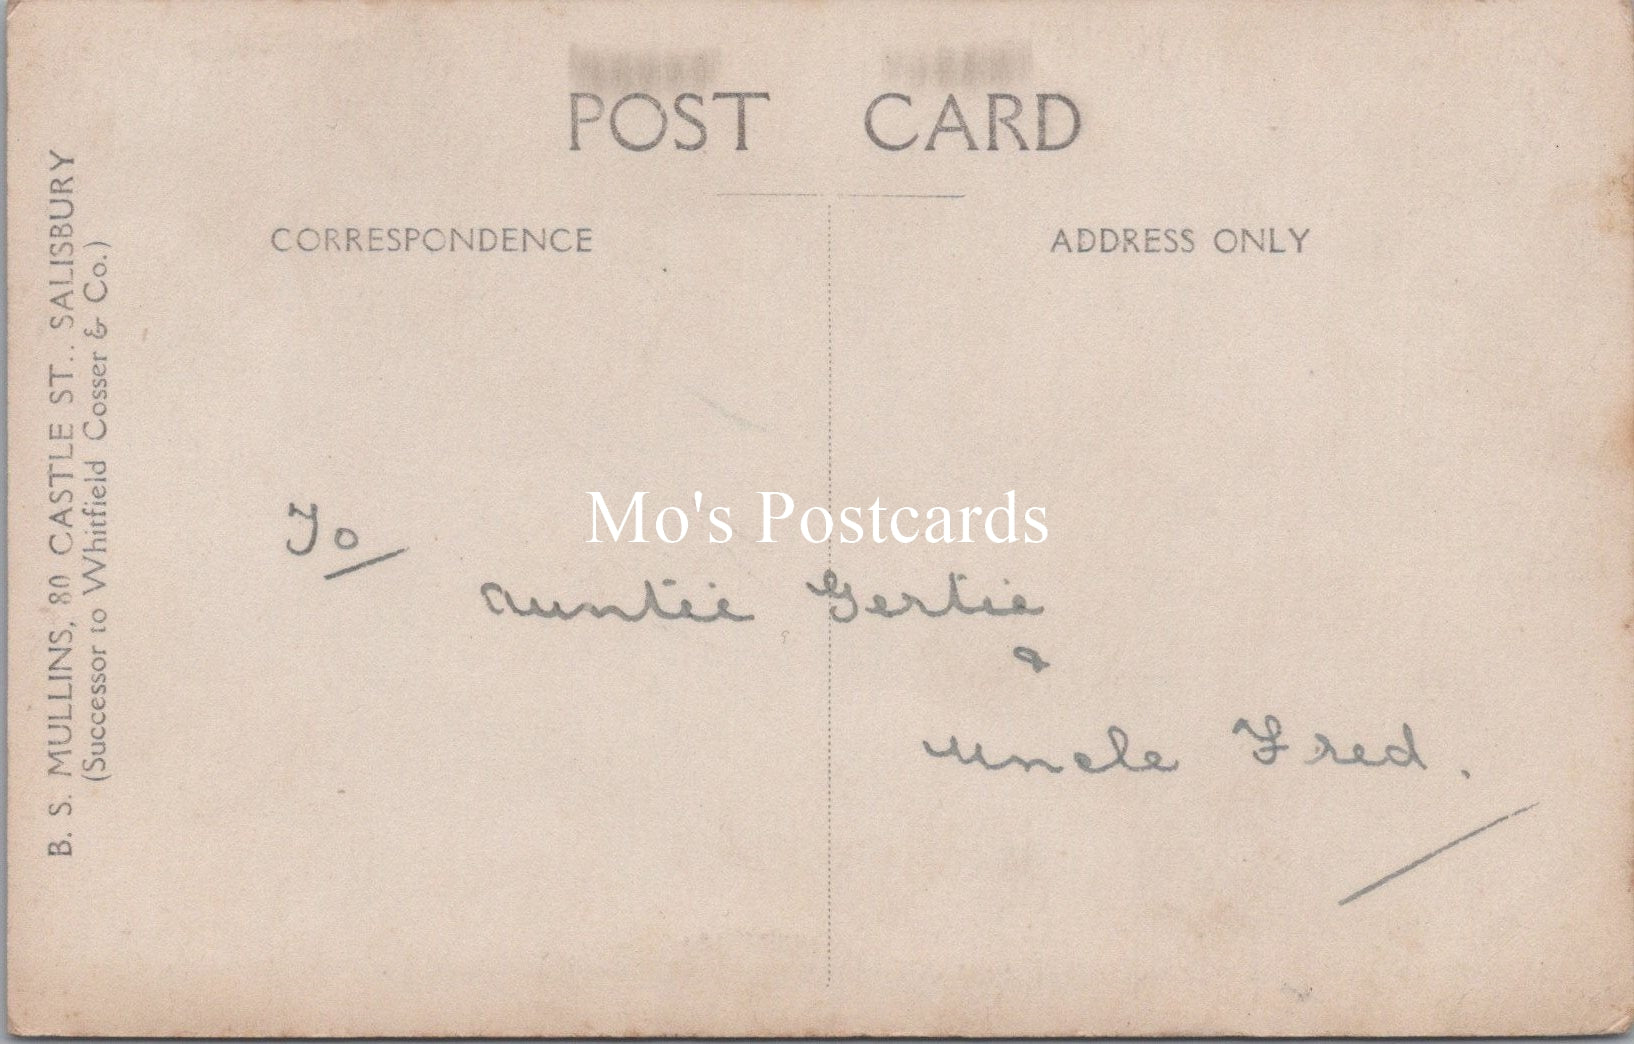 POST CARD
CORRESPONDENCE
ADDRESS ONLY
B. S. MULLINS, 80 CASTLE ST., SALISBURY
(Successor to Whitfield Cosser & Co.)
Mo's Postcards
To
Auntie Gertie
&
Uncle Fred.